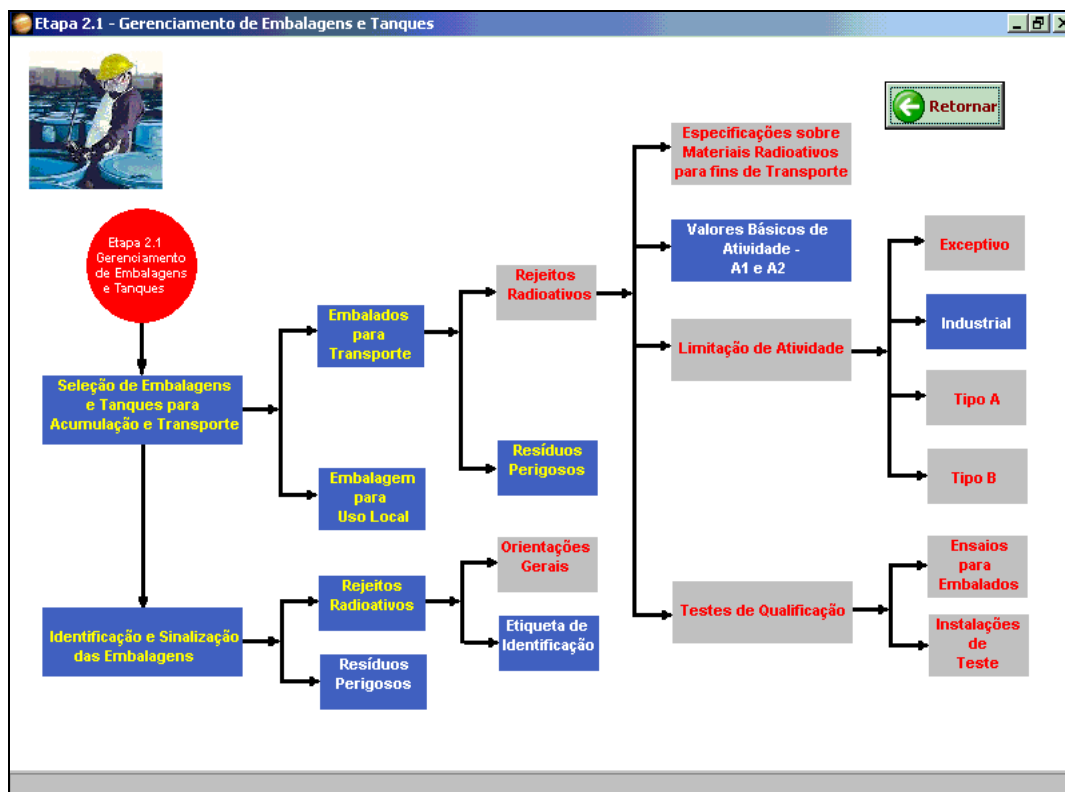 Etapa 2.1 - Gerenciamento de Embalagens e Tanques
Retornar
Etapa 2.1
Gerenciamento
de Embalagens
e Tanques
Seleção de Embalagens
e Tanques para
Acumulação e Transporte
Embalados
para
Transporte
Embalagem
para
Uso Local
Rejeitos
Radioativos
Resíduos
Perigosos
Especificações sobre
Materiais Radioativos
para fins de Transporte
Valores Básicos de
Atividade -
A1 e A2
Limitação de Atividade
Exceptivo
Industrial
Tipo A
Tipo B
Testes de Qualificação
Ensaios
para
Embalados
Instalações
de
Teste
Identificação e Sinalização
das Embalagens
Rejeitos
Radioativos
Resíduos
Perigosos
Orientações
Gerais
Etiqueta de
Identificação